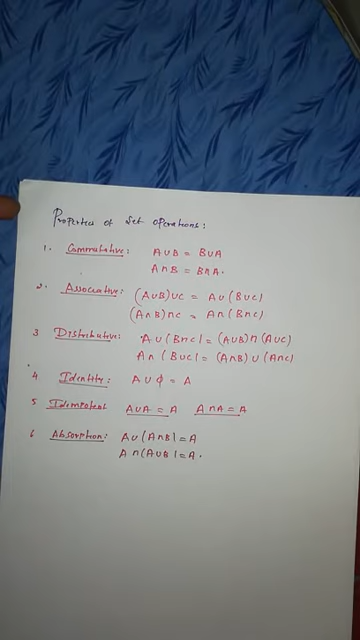 Properties of Set Operations:
1. Commutative: A∪B = B∪A
A∩B = B∩A.
2. Associative: (A∪B)∪C = A∪(B∪C)
(A∩B)∩C = A∩(B∩C)
3 Distributive: A∪(B∩C) = (A∪B)∩(A∪C)
A∩(B∪C) = (A∩B)∪(A∩C)
4 Identity: A∪ϕ = A
5 Idempotent A∪A = A A∩A = A
6 Absorption: A∪(A∩B) = A
A∩(A∪B) = A.